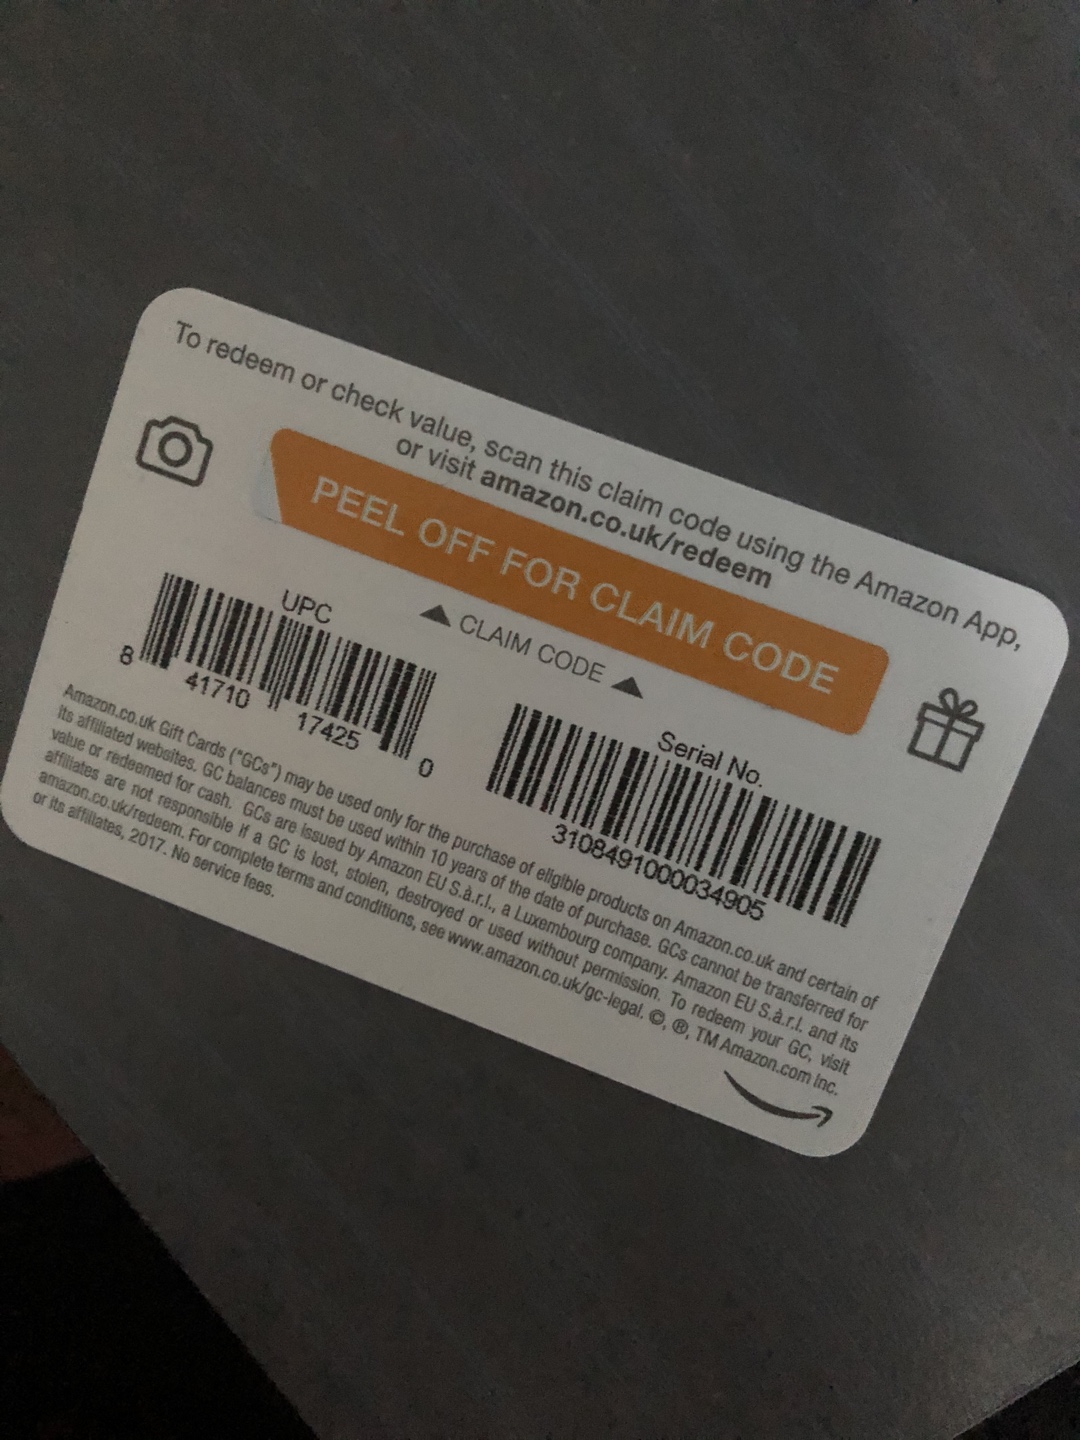 To redeem or check value, scan this claim code using the Amazon App,
or visit amazon.co.uk/redeem
PEEL OFF FOR CLAIM CODE
▲ CLAIM CODE ▲
UPC
8 41710 17425 0
Serial No.
3108491000034905
Amazon.co.uk Gift Cards ("GCs") may be used only for the purchase of eligible products on Amazon.co.uk and certain of
its affiliated websites. GC balances must be used within 10 years of the date of purchase. GCs cannot be transferred for
value or redeemed for cash. GCs are issued by Amazon EU S.à.r.l., a Luxembourg company. Amazon EU S.à.r.l. and its
affiliates are not responsible if a GC is lost, stolen, destroyed or used without permission. To redeem your GC, visit
amazon.co.uk/redeem. For complete terms and conditions, see www.amazon.co.uk/gc-legal. ©, ®, TM Amazon.com Inc.
or its affiliates, 2017. No service fees.